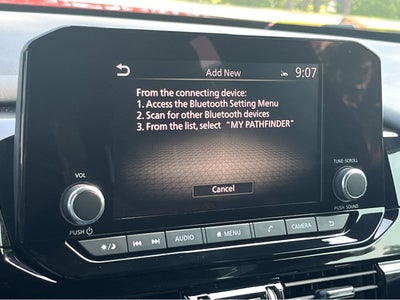 Add New 9:07
From the connecting device:
1. Access the Bluetooth Setting Menu
2. Scan for other Bluetooth devices
3. From the list, select "MY PATHFINDER"
Cancel
VOL
PUSH
TUNE·SCROLL
PUSH SOUND
AUDIO MENU CAMERA